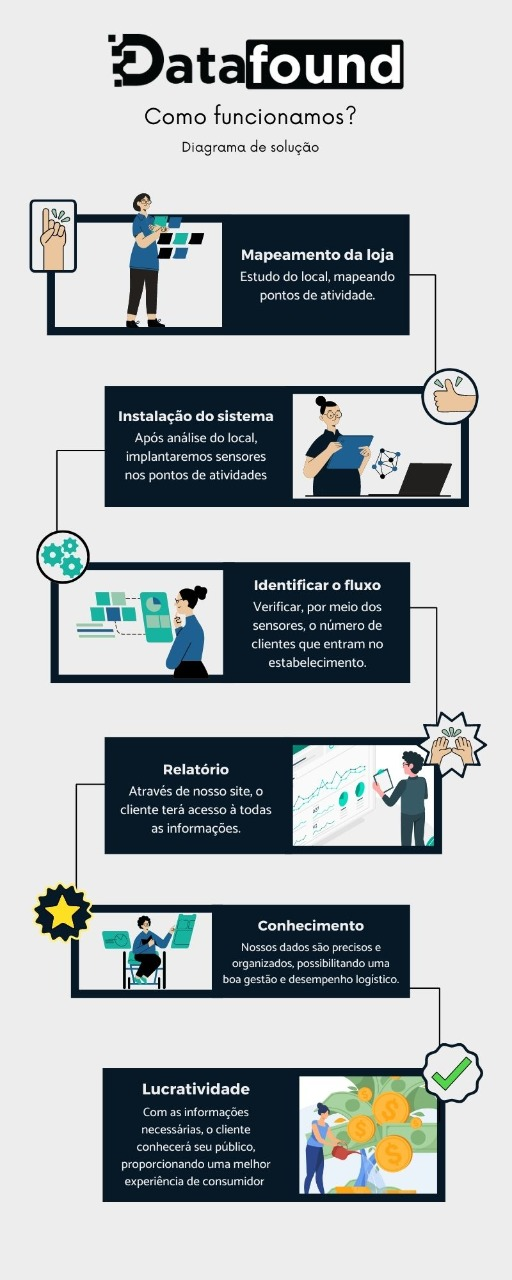 Datafound
Como funcionamos?
Diagrama de solução
Mapeamento da loja
Estudo do local, mapeando
pontos de atividade.
Instalação do sistema
Após análise do local,
implantaremos sensores
nos pontos de atividades
Identificar o fluxo
Verificar, por meio dos
sensores, o número de
clientes que entram no
estabelecimento.
Relatório
Através de nosso site, o
cliente terá acesso à todas
as informações.
Conhecimento
Nossos dados são precisos e
organizados, possibilitando uma
boa gestão e desempenho logístico.
Lucratividade
Com as informações
necessárias, o cliente
conhecerá seu público,
proporcionando uma melhor
experiência de consumidor